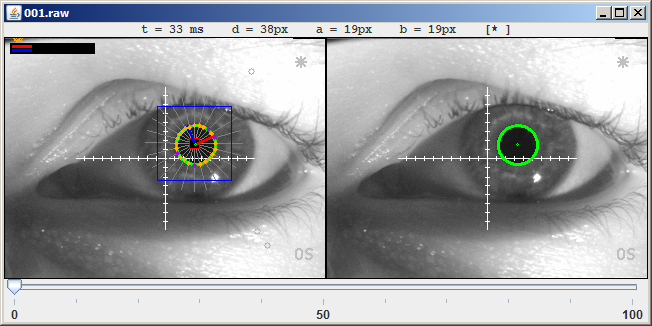 001.raw
t = 33 ms d = 38px a = 19px b = 19px [* ]
* *
OS OS
0 50 100